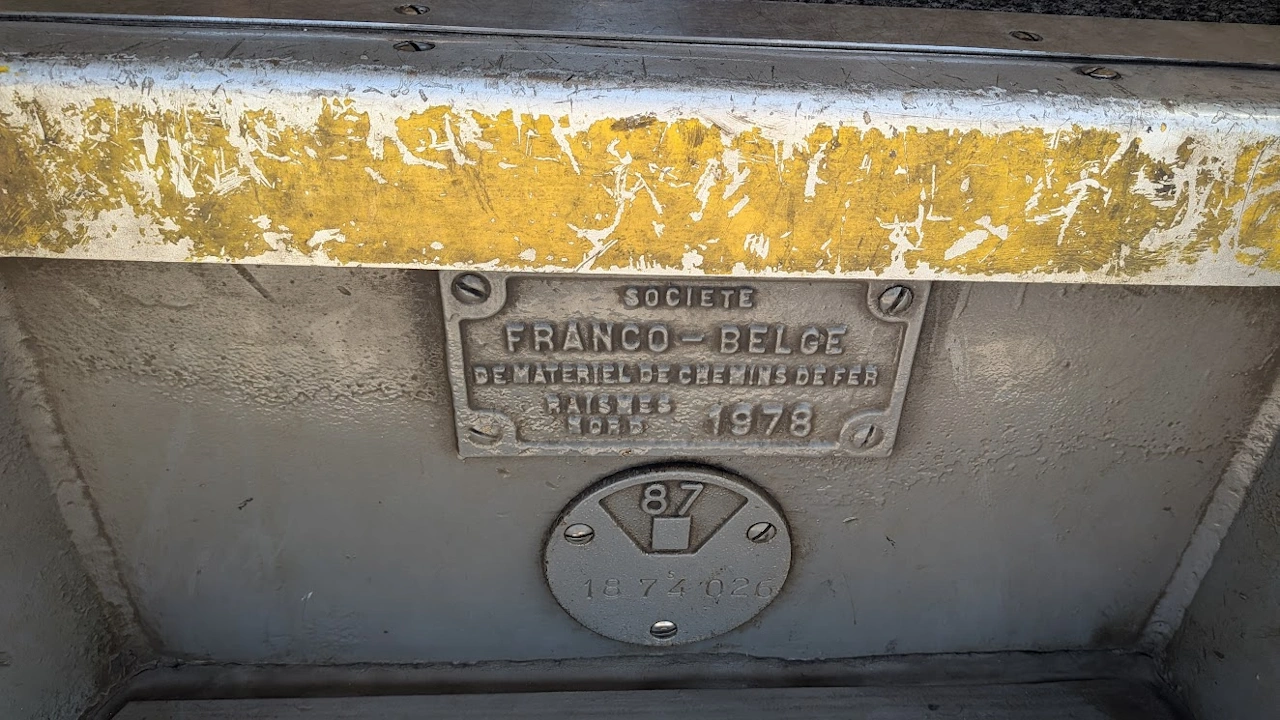 SOCIETE
FRANCO-BELGE
DE MATERIEL DE CHEMINS DE FER
RAISMES
NORD
1978
87
18 74 026